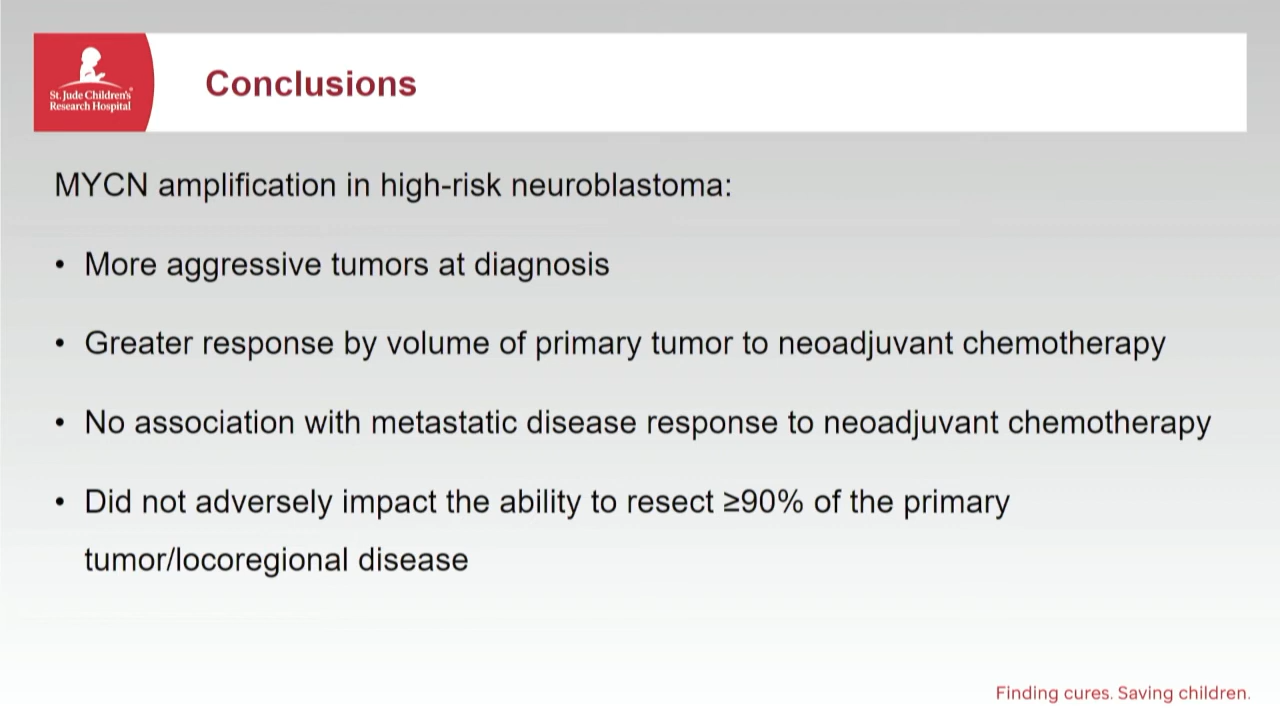 St. Jude Children's
Research Hospital
Conclusions
MYCN amplification in high-risk neuroblastoma:
• More aggressive tumors at diagnosis
• Greater response by volume of primary tumor to neoadjuvant chemotherapy
• No association with metastatic disease response to neoadjuvant chemotherapy
• Did not adversely impact the ability to resect ≥90% of the primary
tumor/locoregional disease
Finding cures. Saving children.